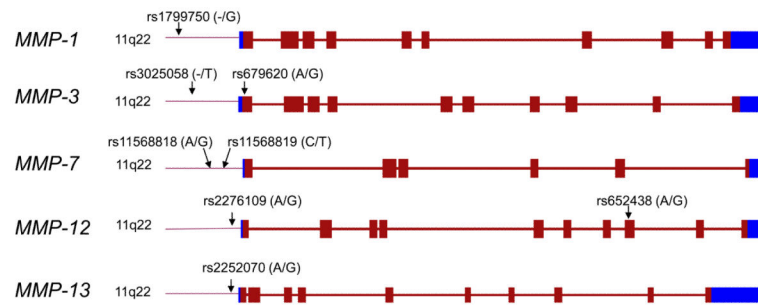 rs1799750 (-/G)
MMP-1 11q22
rs3025058 (-/T) rs679620 (A/G)
MMP-3 11q22
rs11568818 (A/G) rs11568819 (C/T)
MMP-7 11q22
rs2276109 (A/G) rs652438 (A/G)
MMP-12 11q22
rs2252070 (A/G)
MMP-13 11q22